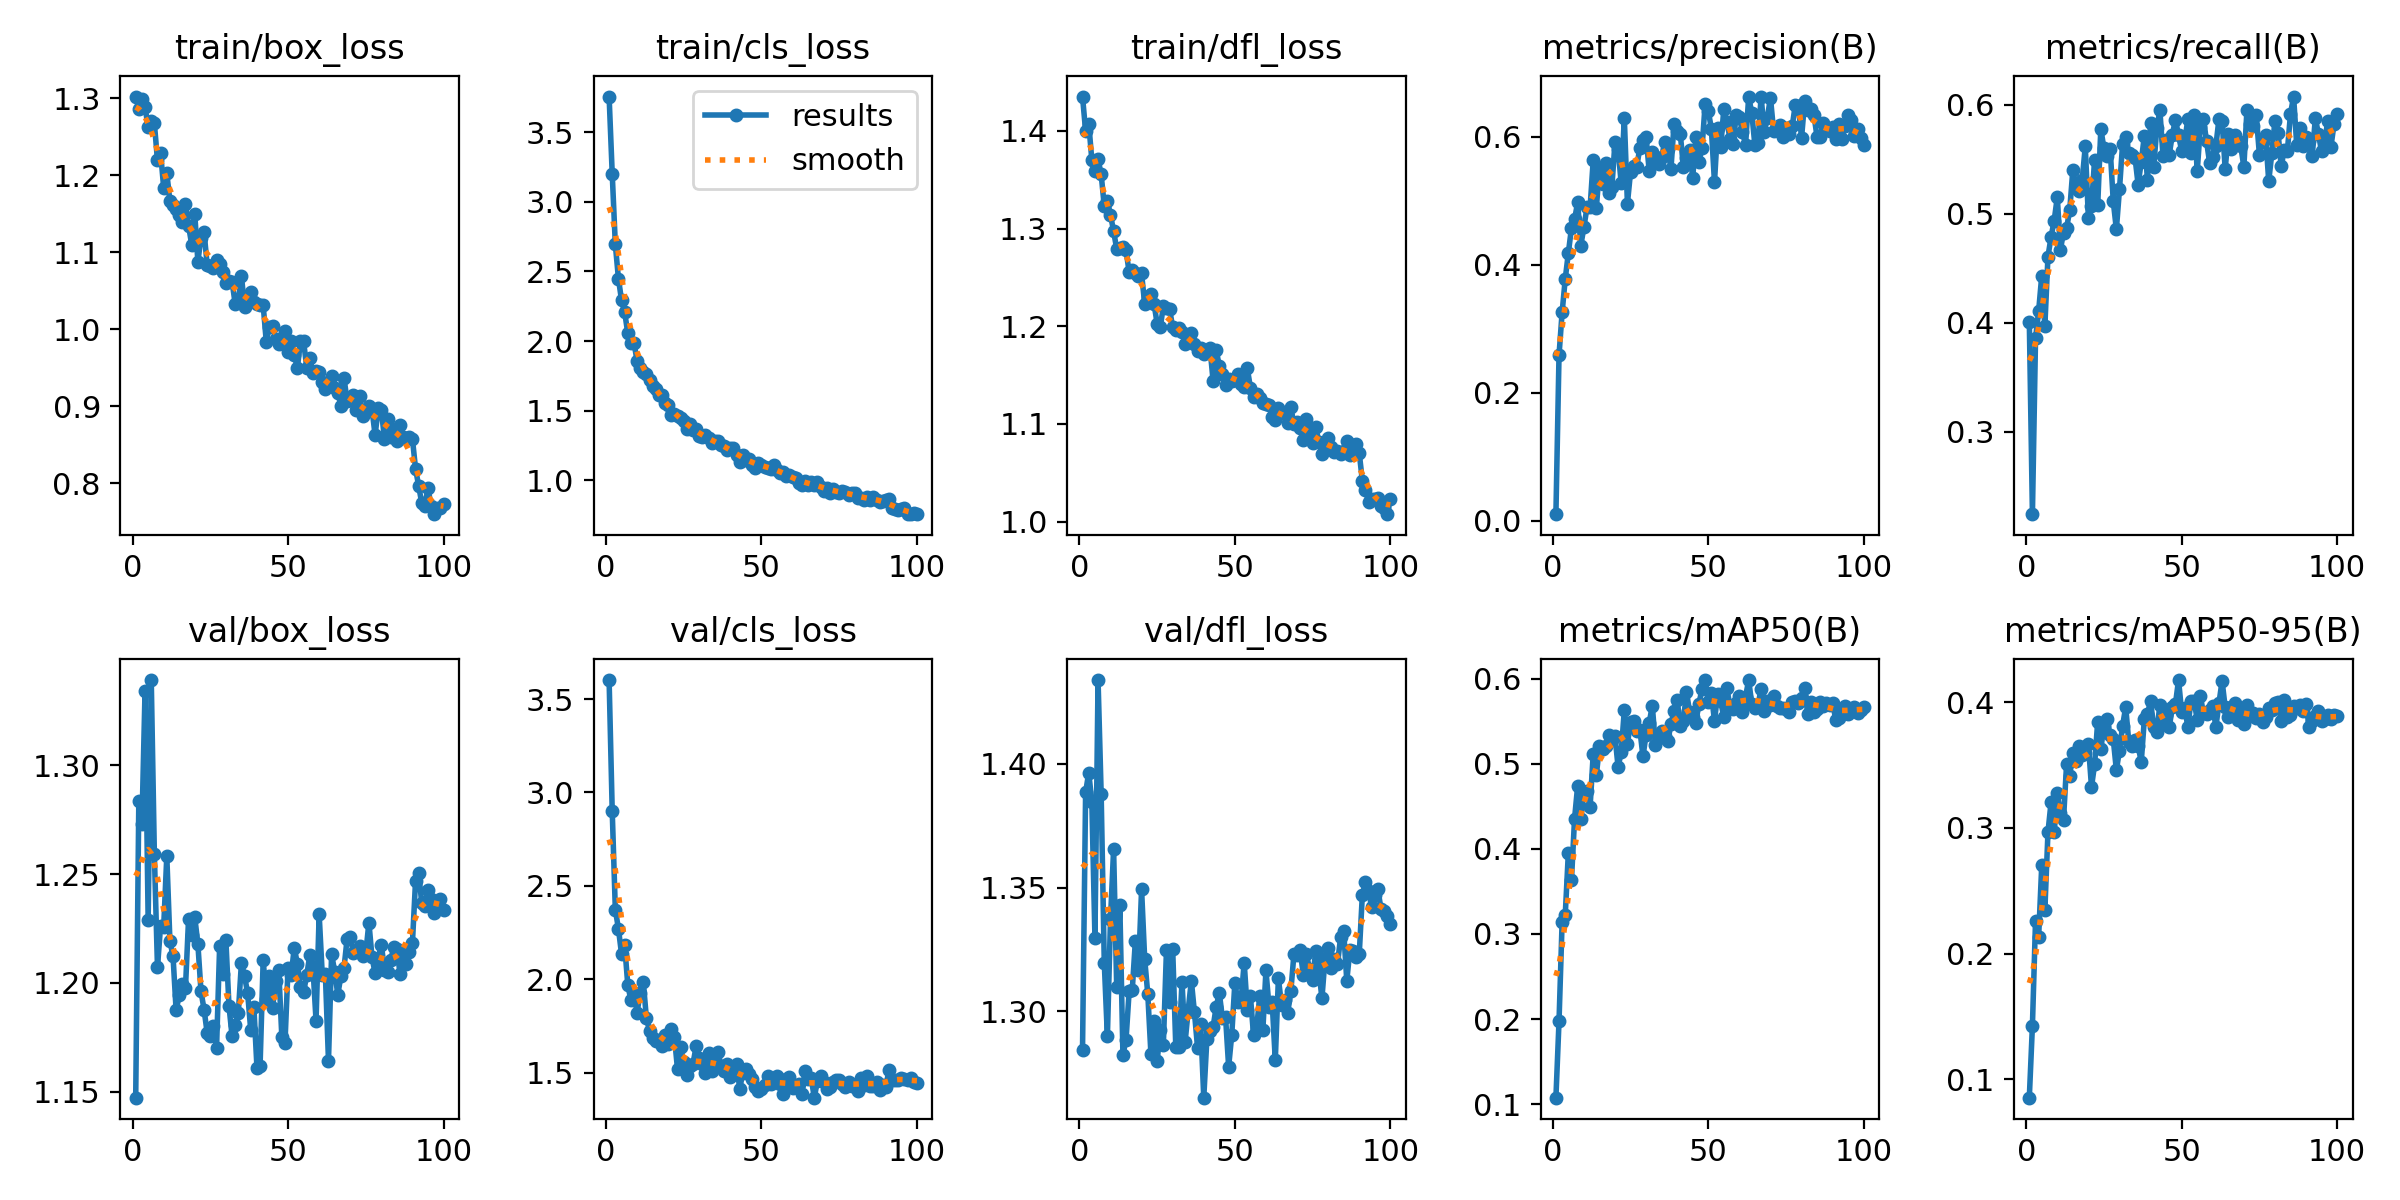 train/box_loss
1.3
1.2
1.1
1.0
0.9
0.8
0 50 100
train/cls_loss
results
smooth
3.5
3.0
2.5
2.0
1.5
1.0
0 50 100
train/dfl_loss
1.4
1.3
1.2
1.1
1.0
0 50 100
metrics/precision(B)
0.6
0.4
0.2
0.0
0 50 100
metrics/recall(B)
0.6
0.5
0.4
0.3
0 50 100
val/box_loss
1.30
1.25
1.20
1.15
0 50 100
val/cls_loss
3.5
3.0
2.5
2.0
1.5
0 50 100
val/dfl_loss
1.40
1.35
1.30
0 50 100
metrics/mAP50(B)
0.6
0.5
0.4
0.3
0.2
0.1
0 50 100
metrics/mAP50-95(B)
0.4
0.3
0.2
0.1
0 50 100